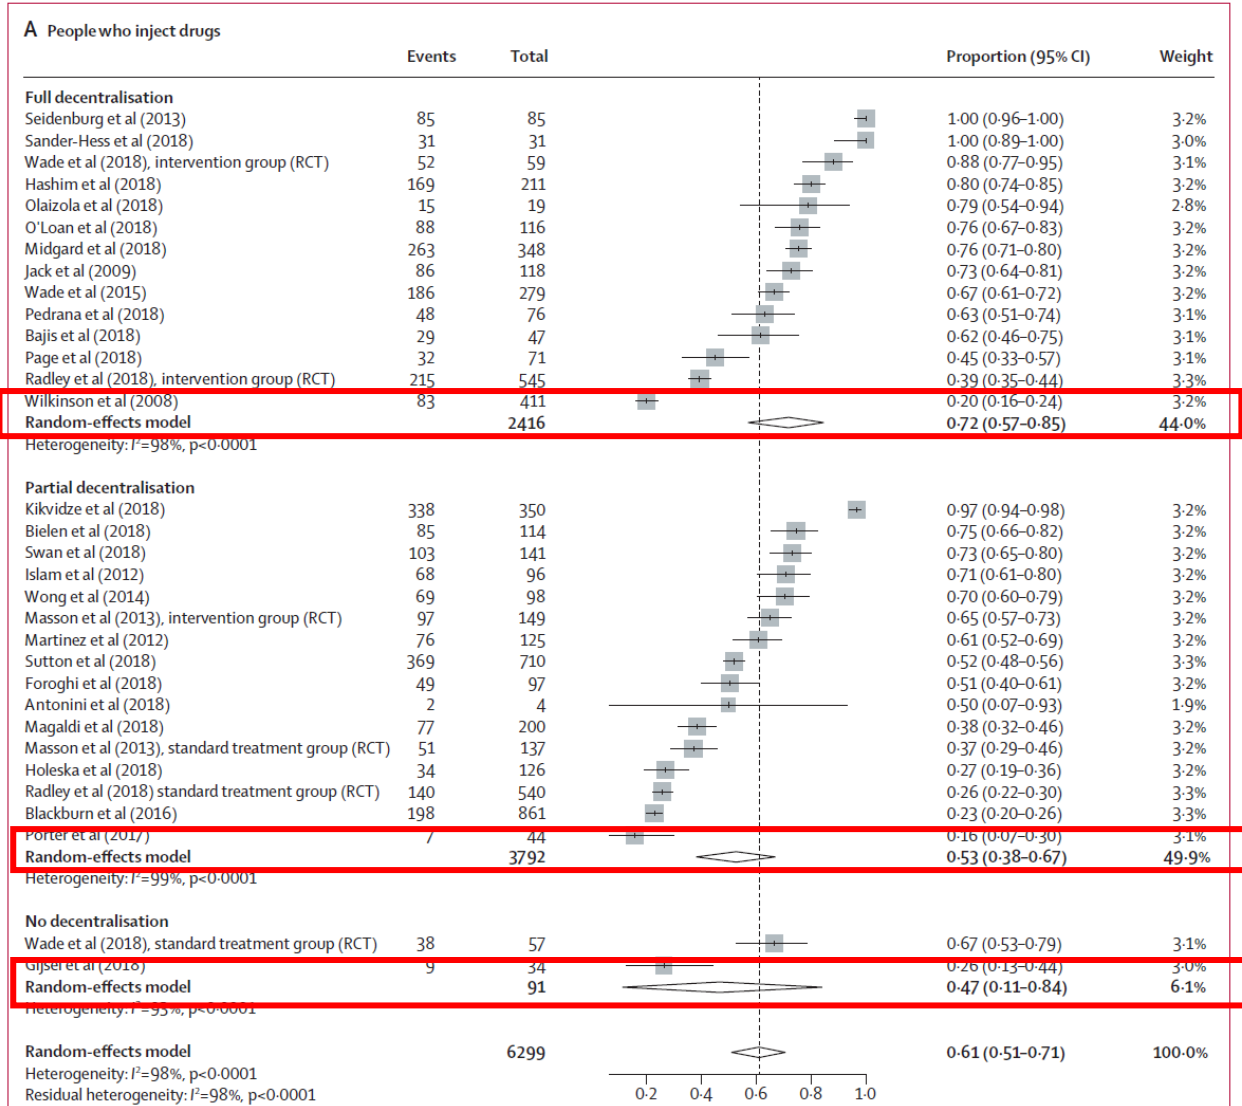 A People who inject drugs
Events Total Proportion (95% CI) Weight
Full decentralisation
Seidenburg et al (2013) 85 85 1·00 (0·96–1·00) 3·2%
Sander-Hess et al (2018) 31 31 1·00 (0·89–1·00) 3·0%
Wade et al (2018), intervention group (RCT) 52 59 0·88 (0·77–0·95) 3·1%
Hashim et al (2018) 169 211 0·80 (0·74–0·85) 3·2%
Olaizola et al (2018) 15 19 0·79 (0·54–0·94) 2·8%
O'Loan et al (2018) 88 116 0·76 (0·67–0·83) 3·2%
Midgard et al (2018) 263 348 0·76 (0·71–0·80) 3·2%
Jack et al (2009) 86 118 0·73 (0·64–0·81) 3·2%
Wade et al (2015) 186 279 0·67 (0·61–0·72) 3·2%
Pedrana et al (2018) 48 76 0·63 (0·51–0·74) 3·1%
Bajis et al (2018) 29 47 0·62 (0·46–0·75) 3·1%
Page et al (2018) 32 71 0·45 (0·33–0·57) 3·1%
Radley et al (2018), intervention group (RCT) 215 545 0·39 (0·35–0·44) 3·3%
Wilkinson et al (2008) 83 411 0·20 (0·16–0·24) 3·2%
Random-effects model 2416 0·72 (0·57–0·85) 44·0%
Heterogeneity: I²=98%, p<0·0001
Partial decentralisation
Kikvidze et al (2018) 338 350 0·97 (0·94–0·98) 3·2%
Bielen et al (2018) 85 114 0·75 (0·66–0·82) 3·2%
Swan et al (2018) 103 141 0·73 (0·65–0·80) 3·2%
Islam et al (2012) 68 96 0·71 (0·61–0·80) 3·2%
Wong et al (2014) 69 98 0·70 (0·60–0·79) 3·2%
Masson et al (2013), intervention group (RCT) 97 149 0·65 (0·57–0·73) 3·2%
Martinez et al (2012) 76 125 0·61 (0·52–0·69) 3·2%
Sutton et al (2018) 369 710 0·52 (0·48–0·56) 3·3%
Foroghi et al (2018) 49 97 0·51 (0·40–0·61) 3·2%
Antonini et al (2018) 2 4 0·50 (0·07–0·93) 1·9%
Magaldi et al (2018) 77 200 0·38 (0·32–0·46) 3·2%
Masson et al (2013), standard treatment group (RCT) 51 137 0·37 (0·29–0·46) 3·2%
Holeska et al (2018) 34 126 0·27 (0·19–0·36) 3·2%
Radley et al (2018) standard treatment group (RCT) 140 540 0·26 (0·22–0·30) 3·3%
Blackburn et al (2016) 198 861 0·23 (0·20–0·26) 3·3%
Porter et al (2017) 7 44 0·16 (0·07–0·30) 3·1%
Random-effects model 3792 0·53 (0·38–0·67) 49·9%
Heterogeneity: I²=99%, p<0·0001
No decentralisation
Wade et al (2018), standard treatment group (RCT) 38 57 0·67 (0·53–0·79) 3·1%
Gijsel et al (2018) 9 34 0·26 (0·13–0·44) 3·0%
Random-effects model 91 0·47 (0·11–0·84) 6·1%
Heterogeneity: I²=93%, p<0·0001
Random-effects model 6299 0·61 (0·51–0·71) 100·0%
Heterogeneity: I²=98%, p<0·0001
Residual heterogeneity: I²=98%, p<0·0001
0·2 0·4 0·6 0·8 1·0